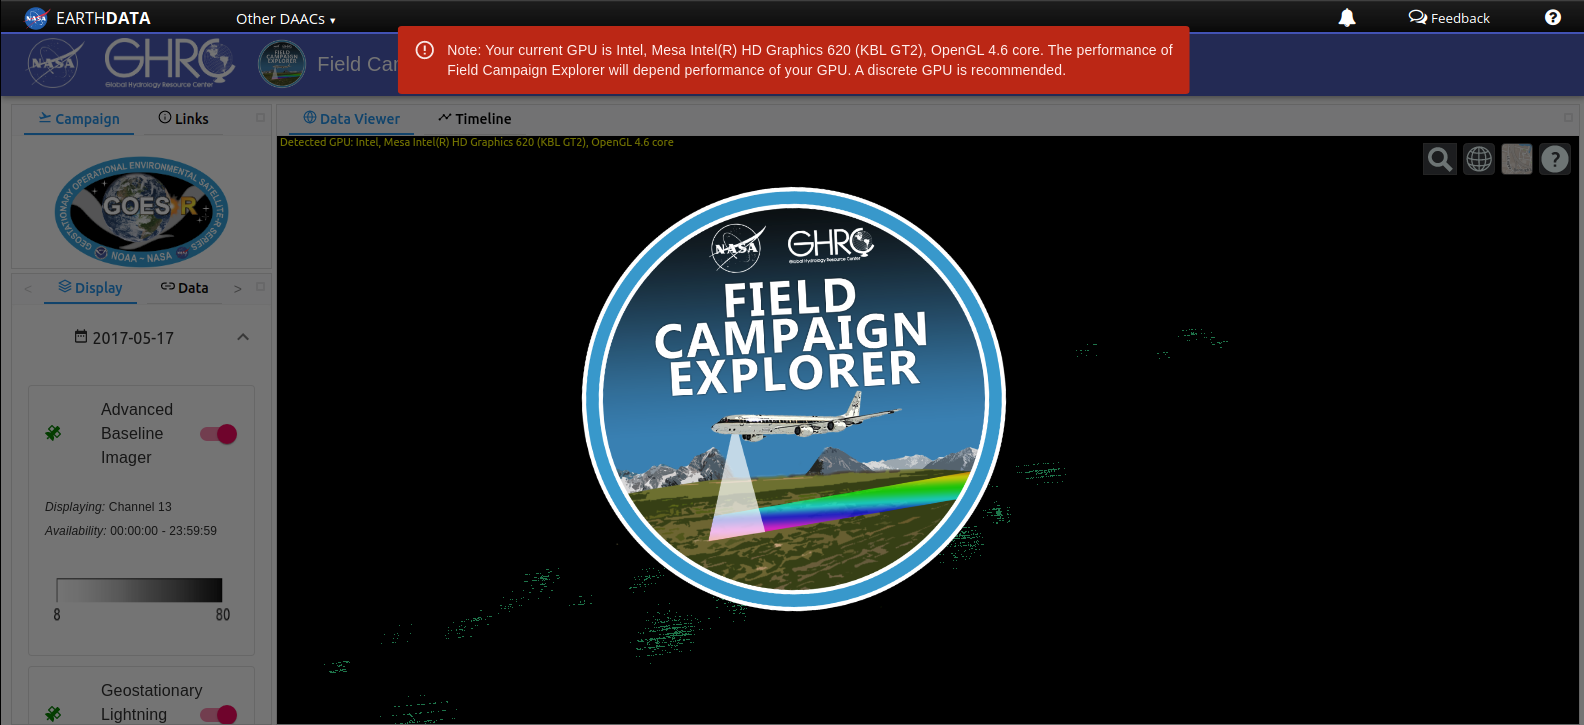 NASA EARTHDATA
Other DAACs ▾
Feedback
?
NASA
GHRC
Global Hydrology Resource Center
FIELD
CAMPAIGN
EXPLORER
Field Car
Note: Your current GPU is Intel, Mesa Intel(R) HD Graphics 620 (KBL GT2), OpenGL 4.6 core. The performance of
Field Campaign Explorer will depend performance of your GPU. A discrete GPU is recommended.
Campaign
Links
GEOSTATIONARY OPERATIONAL ENVIRONMENTAL SATELLITE R-SERIES
GOES R
NOAA ~ NASA
< Display Data >
2017-05-17
Advanced
Baseline
Imager
Displaying: Channel 13
Availability: 00:00:00 - 23:59:59
8 80
Geostationary
Lightning
Data Viewer
Timeline
Detected GPU: Intel, Mesa Intel(R) HD Graphics 620 (KBL GT2), OpenGL 4.6 core
?
NASA
GHRC
Global Hydrology Resource Center
FIELD
CAMPAIGN
EXPLORER